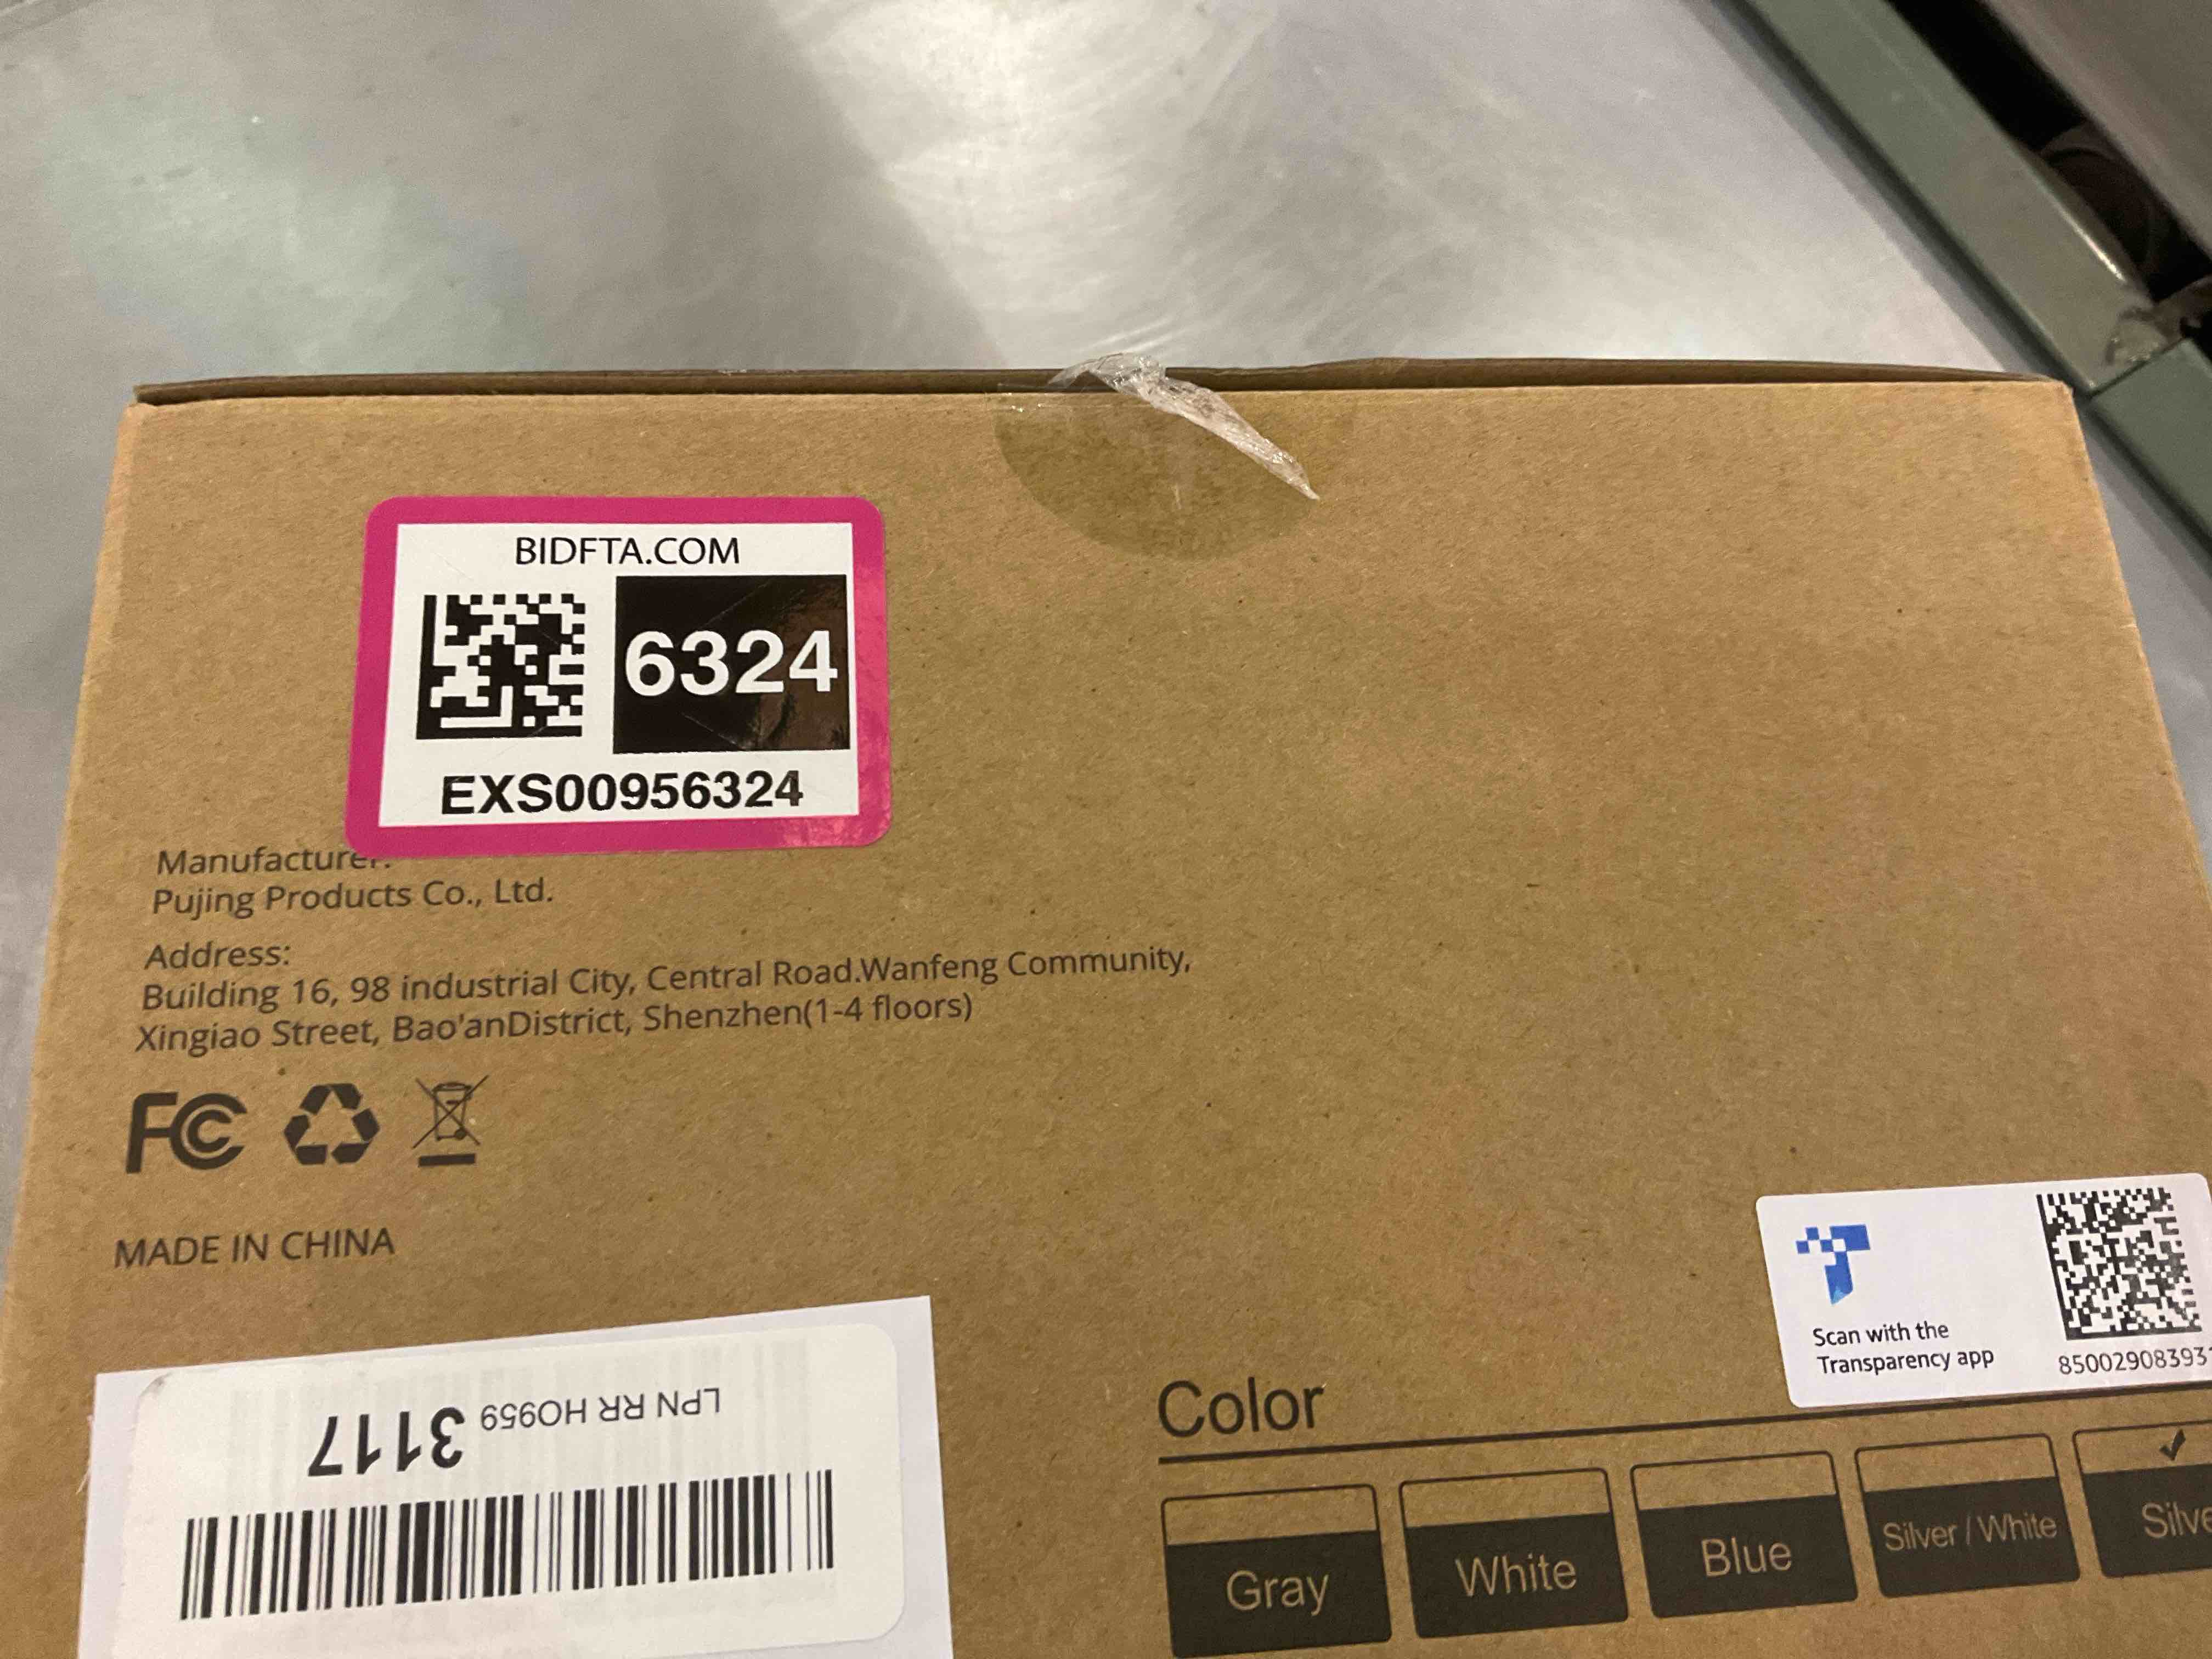 BIDFTA.COM
6324
EXS00956324
Manufacturer:
Pujing Products Co., Ltd.
Address:
Building 16, 98 industrial City, Central Road.Wanfeng Community,
Xingiao Street, Bao'anDistrict, Shenzhen(1-4 floors)
FC
MADE IN CHINA
LPN RR HO959 3117
Scan with the
Transparency app
850029083931
Color
Gray
White
Blue
Silver / White